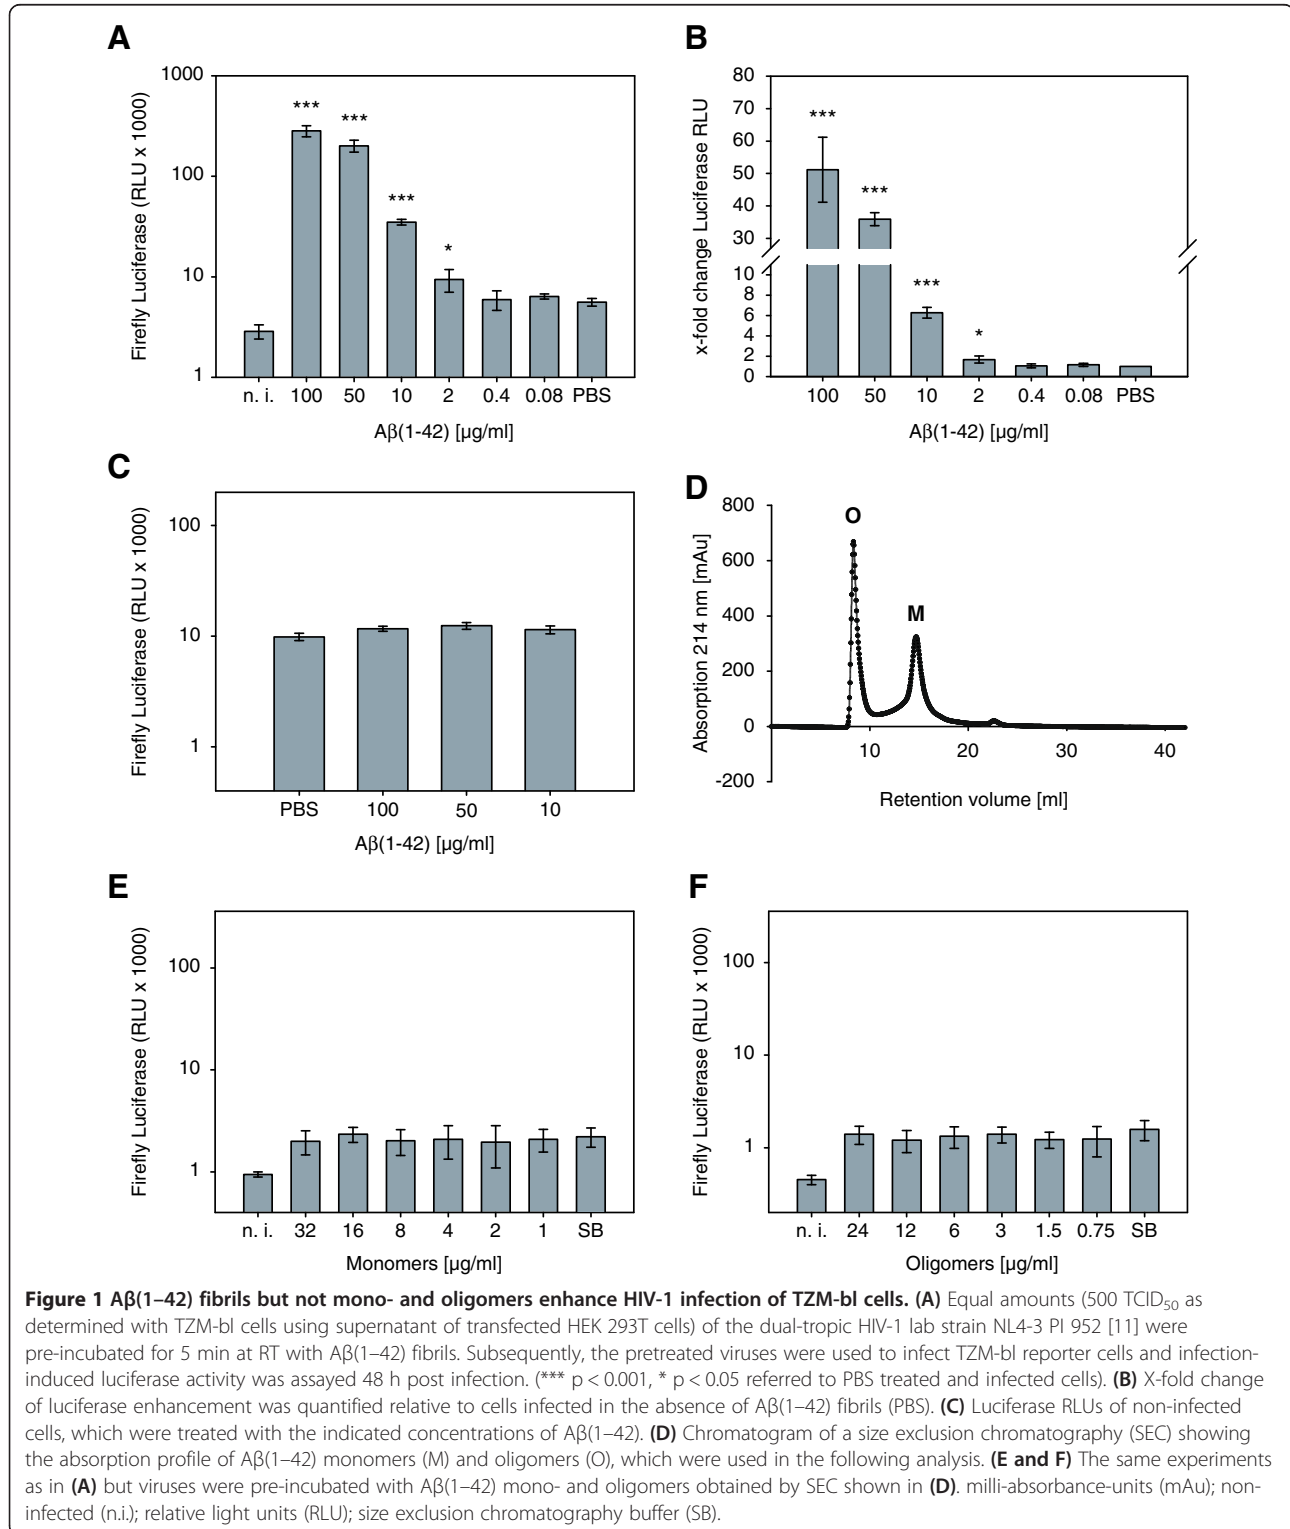 A
Firefly Luciferase (RLU x 1000)
1000
100
10
1
***
***
***
*
n. i. 100 50 10 2 0.4 0.08 PBS
Aβ(1-42) [µg/ml]
B
x-fold change Luciferase RLU
80
70
60
50
40
30
10
8
6
4
2
0
***
***
***
*
100 50 10 2 0.4 0.08 PBS
Aβ(1-42) [µg/ml]
C
Firefly Luciferase (RLU x 1000)
100
10
1
PBS 100 50 10
Aβ(1-42) [µg/ml]
D
Absorption 214 nm [mAu]
800
600
400
200
0
-200
O
M
10 20 30 40
Retention volume [ml]
E
Firefly Luciferase (RLU x 1000)
100
10
1
n. i. 32 16 8 4 2 1 SB
Monomers [µg/ml]
F
Firefly Luciferase (RLU x 1000)
100
10
1
n. i. 24 12 6 3 1.5 0.75 SB
Oligomers [µg/ml]
Figure 1 Aβ(1–42) fibrils but not mono- and oligomers enhance HIV-1 infection of TZM-bl cells. (A) Equal amounts (500 TCID50 as
determined with TZM-bl cells using supernatant of transfected HEK 293T cells) of the dual-tropic HIV-1 lab strain NL4-3 PI 952 [11] were
pre-incubated for 5 min at RT with Aβ(1–42) fibrils. Subsequently, the pretreated viruses were used to infect TZM-bl reporter cells and infection-
induced luciferase activity was assayed 48 h post infection. (*** p < 0.001, * p < 0.05 referred to PBS treated and infected cells). (B) X-fold change
of luciferase enhancement was quantified relative to cells infected in the absence of Aβ(1–42) fibrils (PBS). (C) Luciferase RLUs of non-infected
cells, which were treated with the indicated concentrations of Aβ(1–42). (D) Chromatogram of a size exclusion chromatography (SEC) showing
the absorption profile of Aβ(1–42) monomers (M) and oligomers (O), which were used in the following analysis. (E and F) The same experiments
as in (A) but viruses were pre-incubated with Aβ(1–42) mono- and oligomers obtained by SEC shown in (D). milli-absorbance-units (mAu); non-
infected (n.i.); relative light units (RLU); size exclusion chromatography buffer (SB).